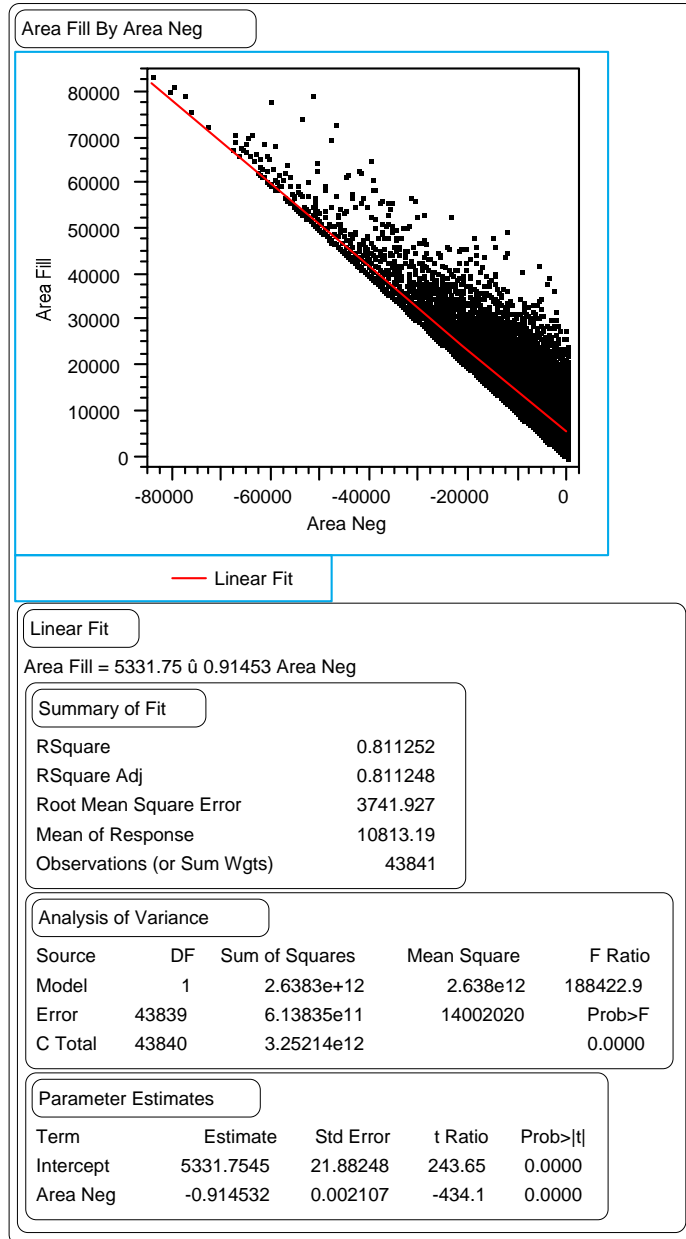 Area Fill By Area Neg
80000
70000
60000
50000
40000
30000
20000
10000
0
Area Fill
-80000 -60000 -40000 -20000 0
Area Neg
Linear Fit
Linear Fit
Area Fill = 5331.75 û 0.91453 Area Neg
Summary of Fit
RSquare 0.811252
RSquare Adj 0.811248
Root Mean Square Error 3741.927
Mean of Response 10813.19
Observations (or Sum Wgts) 43841
Analysis of Variance
Source DF Sum of Squares Mean Square F Ratio
Model 1 2.6383e+12 2.638e12 188422.9
Error 43839 6.13835e11 14002020 Prob>F
C Total 43840 3.25214e12 0.0000
Parameter Estimates
Term Estimate Std Error t Ratio Prob>|t|
Intercept 5331.7545 21.88248 243.65 0.0000
Area Neg -0.914532 0.002107 -434.1 0.0000